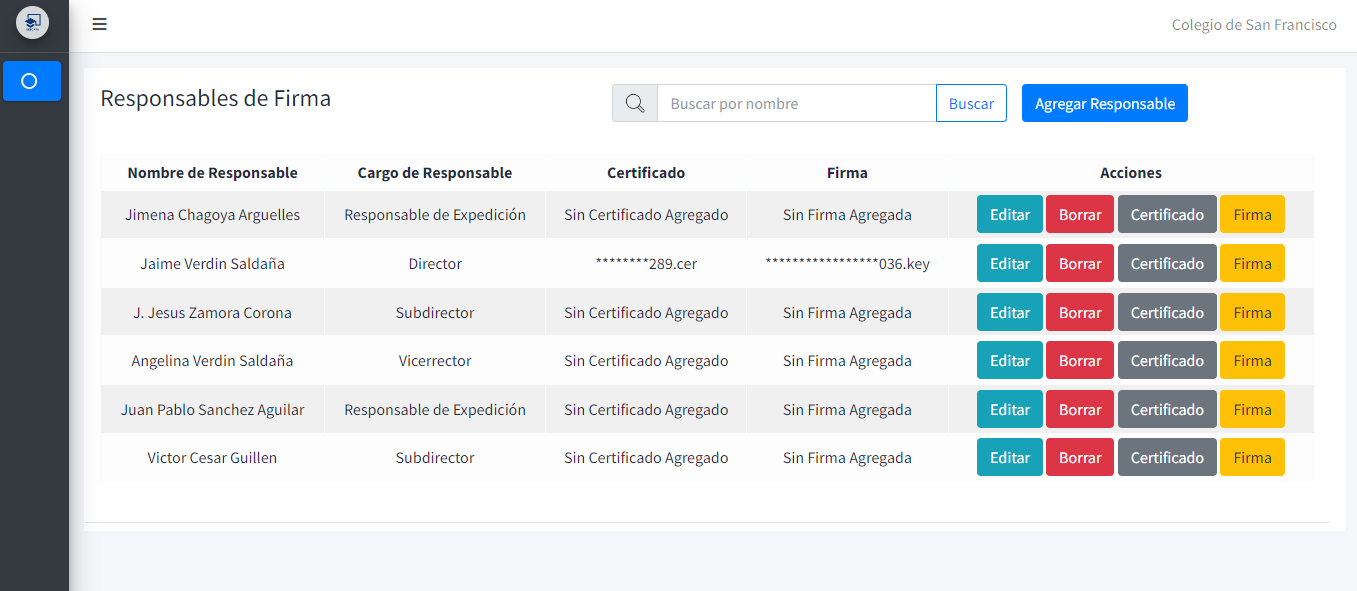 Colegio de San Francisco
Responsables de Firma
Buscar por nombre Buscar Agregar Responsable
Nombre de Responsable Cargo de Responsable Certificado Firma Acciones
Jimena Chagoya Arguelles Responsable de Expedición Sin Certificado Agregado Sin Firma Agregada Editar Borrar Certificado Firma
Jaime Verdin Saldaña Director ********289.cer *****************036.key Editar Borrar Certificado Firma
J. Jesus Zamora Corona Subdirector Sin Certificado Agregado Sin Firma Agregada Editar Borrar Certificado Firma
Angelina Verdin Saldaña Vicerrector Sin Certificado Agregado Sin Firma Agregada Editar Borrar Certificado Firma
Juan Pablo Sanchez Aguilar Responsable de Expedición Sin Certificado Agregado Sin Firma Agregada Editar Borrar Certificado Firma
Victor Cesar Guillen Subdirector Sin Certificado Agregado Sin Firma Agregada Editar Borrar Certificado Firma